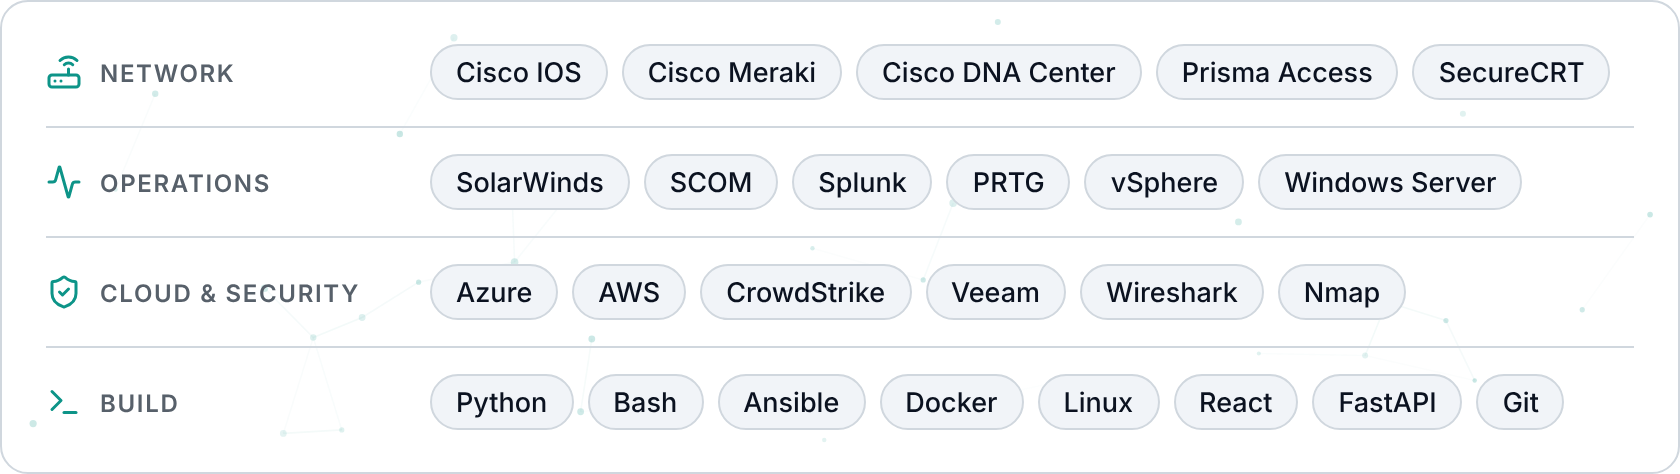 NETWORK Cisco IOS Cisco Meraki Cisco DNA Center Prisma Access SecureCRT
OPERATIONS SolarWinds SCOM Splunk PRTG vSphere Windows Server
CLOUD & SECURITY Azure AWS CrowdStrike Veeam Wireshark Nmap
BUILD Python Bash Ansible Docker Linux React FastAPI Git